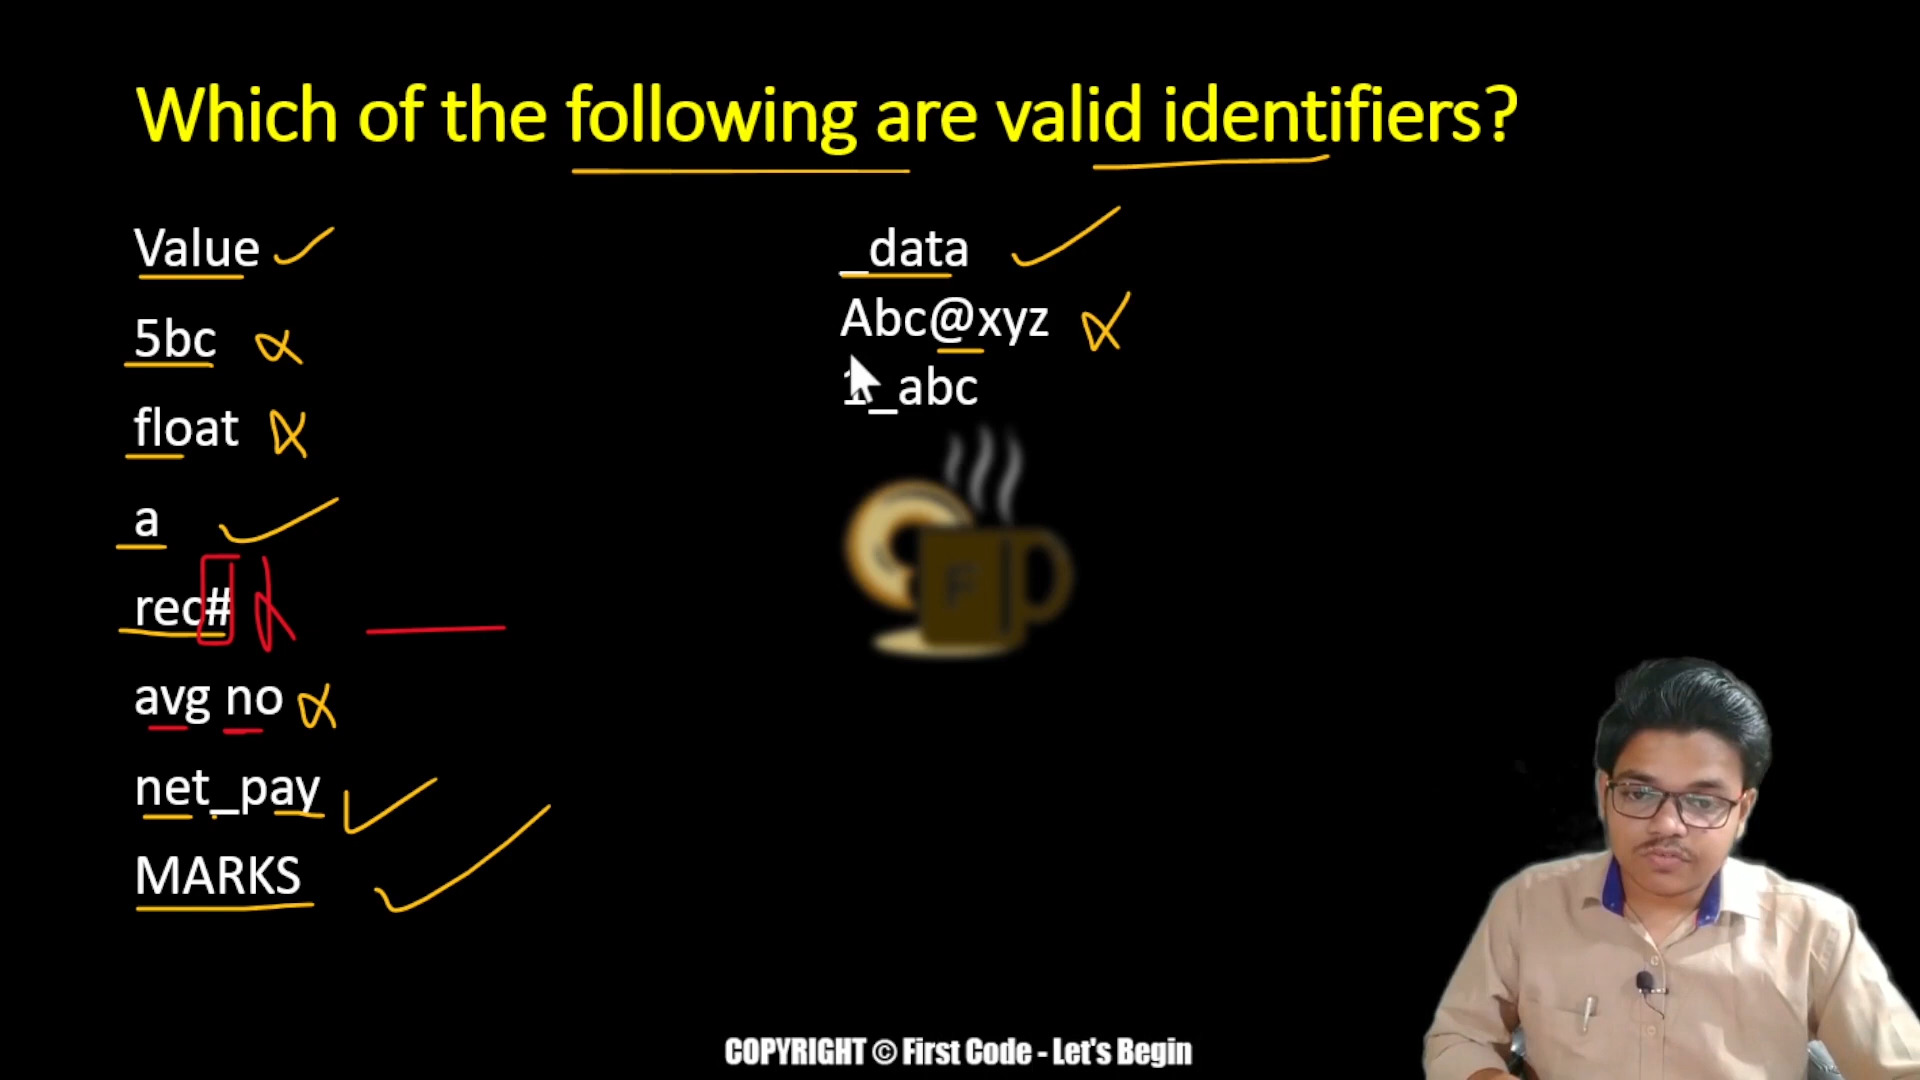 Which of the following are valid identifiers?
Value
5bc
float
a
rec#
avg no
net_pay
MARKS
_data
Abc@xyz
1_abc
F
COPYRIGHT © First Code - Let's Begin